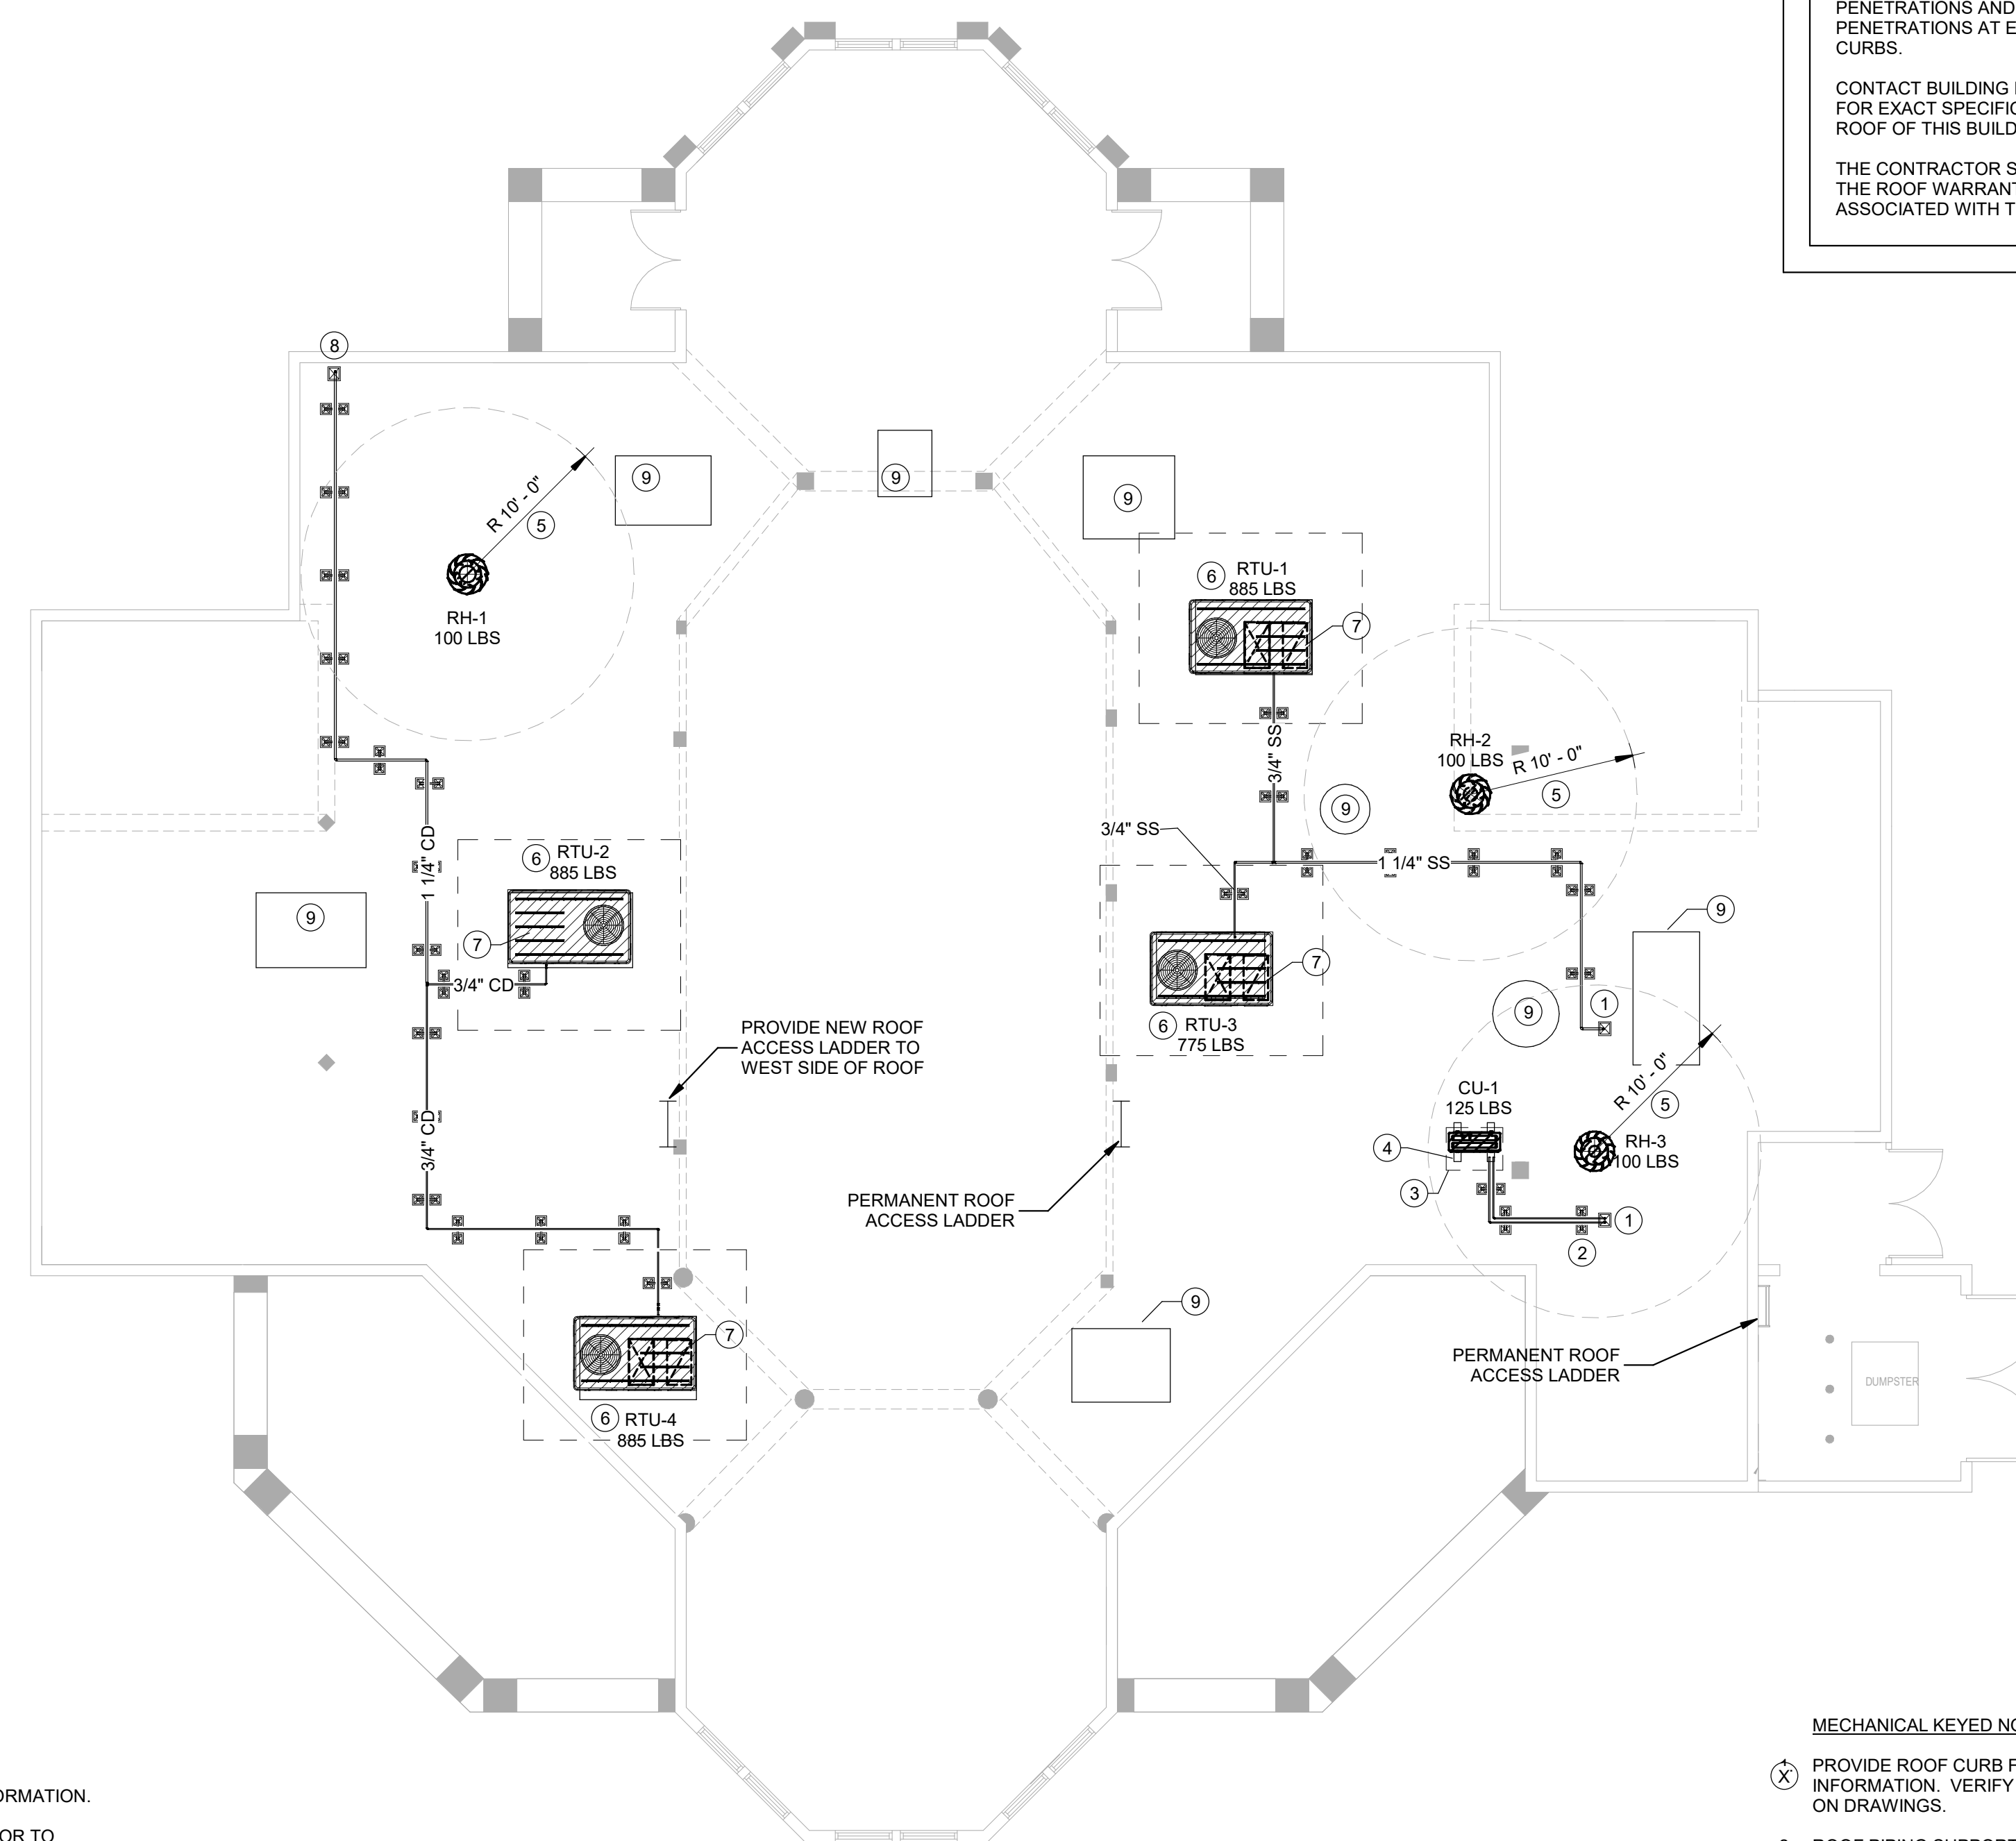 PENETRATIONS AND
PENETRATIONS AT E
CURBS.
CONTACT BUILDING
FOR EXACT SPECIFIC
ROOF OF THIS BUILD
THE CONTRACTOR S
THE ROOF WARRANT
ASSOCIATED WITH T
8
R 10' - 0"
5
9
9
9
RH-1
100 LBS
6
RTU-1
885 LBS
7
3/4" SS
RH-2
100 LBS
R 10' - 0"
5
9
3/4" SS
1 1/4" SS
1 1/4" CD
6
RTU-2
885 LBS
9
7
3/4" CD
9
7
6
RTU-3
775 LBS
9
1
PROVIDE NEW ROOF
ACCESS LADDER TO
WEST SIDE OF ROOF
CU-1
125 LBS
R 10' - 0"
5
3/4" CD
4
RH-3
100 LBS
3
PERMANENT ROOF
ACCESS LADDER
1
2
9
7
6
RTU-4
885 LBS
PERMANENT ROOF
ACCESS LADDER
DUMPSTER
MECHANICAL KEYED NO
1
X
PROVIDE ROOF CURB F
INFORMATION. VERIFY
ON DRAWINGS.
ORMATION.
OR TO
ROOF PIPING SUPPORT